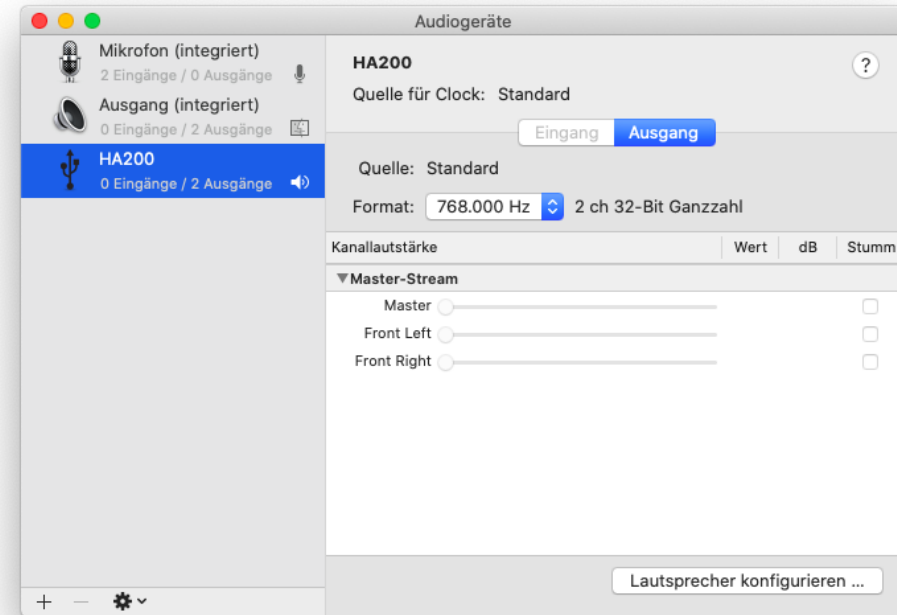 Audiogeräte
Mikrofon (integriert)
2 Eingänge / 0 Ausgänge
Ausgang (integriert)
0 Eingänge / 2 Ausgänge
HA200
0 Eingänge / 2 Ausgänge
HA200
?
Quelle für Clock: Standard
Eingang Ausgang
Quelle: Standard
Format: 768.000 Hz 2 ch 32-Bit Ganzzahl
Kanallautstärke Wert dB Stumm
Master-Stream
Master
Front Left
Front Right
Lautsprecher konfigurieren ...